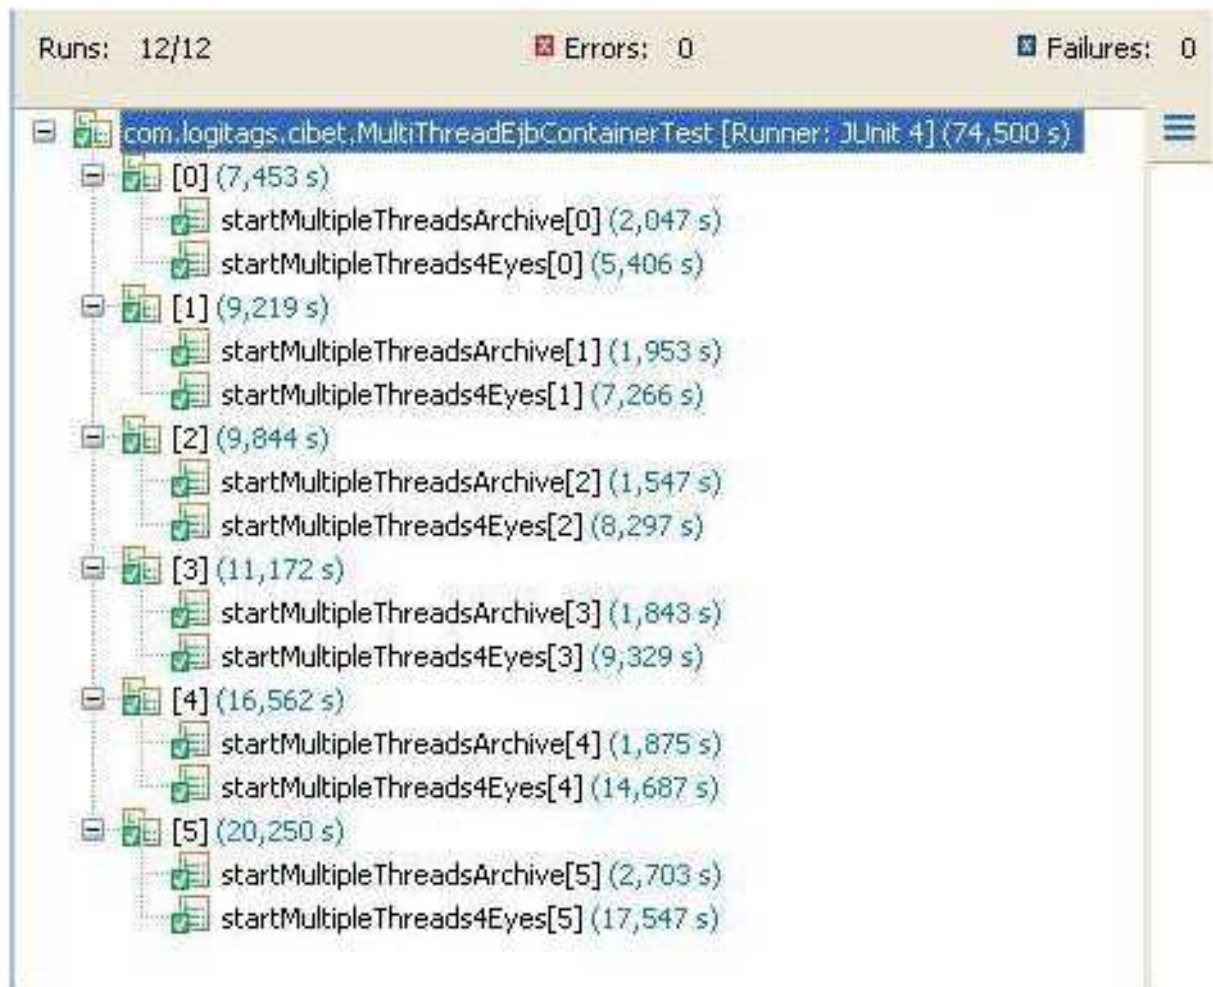 Runs: 12/12 Errors: 0 Failures: 0
com.logitags.cibet.MultiThreadEjbContainerTest [Runner: JUnit 4] (74,500 s)
[0] (7,453 s)
startMultipleThreadsArchive[0] (2,047 s)
startMultipleThreads4Eyes[0] (5,406 s)
[1] (9,219 s)
startMultipleThreadsArchive[1] (1,953 s)
startMultipleThreads4Eyes[1] (7,266 s)
[2] (9,844 s)
startMultipleThreadsArchive[2] (1,547 s)
startMultipleThreads4Eyes[2] (8,297 s)
[3] (11,172 s)
startMultipleThreadsArchive[3] (1,843 s)
startMultipleThreads4Eyes[3] (9,329 s)
[4] (16,562 s)
startMultipleThreadsArchive[4] (1,875 s)
startMultipleThreads4Eyes[4] (14,687 s)
[5] (20,250 s)
startMultipleThreadsArchive[5] (2,703 s)
startMultipleThreads4Eyes[5] (17,547 s)